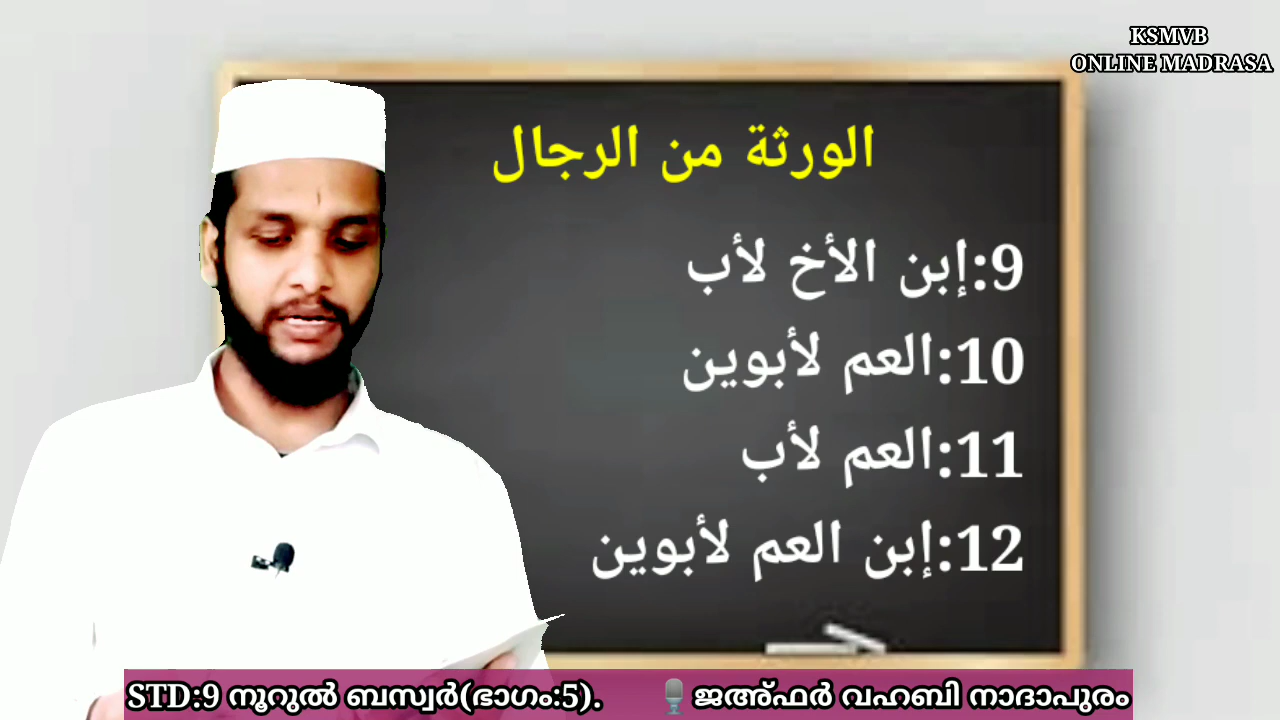 KSMVB
ONLINE MADRASA
الورثة من الرجال
9:إبن الأخ لأب
10:العم لأبوين
11:العم لأب
12:إبن العم لأبوين
STD:9 നൂറുൽ ബസ്വർ(ഭാഗം:5). 🎙️ജഅ്ഫർ വഹബി നാദാപുരം